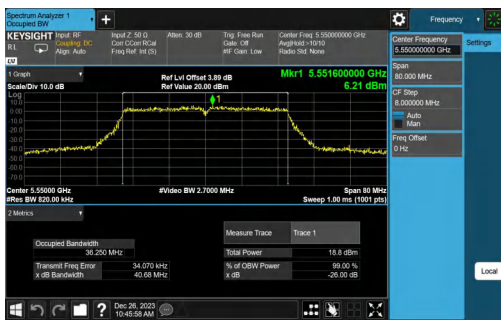 Spectrum Analyzer 1
Occupied BW
Frequency
KEYSIGHT
Input: RF
Coupling: DC
Align: Auto
Input Z: 50 Ω
Corr CCorr RCal
Freq Ref: Int (S)
Atten: 30 dB
Trig: Free Run
Gate: Off
#IF Gain: Low
Center Freq: 5.550000000 GHz
Avg|Hold:>10/10
Radio Std: None
RL
LXI
Center Frequency
5.550000000 GHz
Settings
Span
80.000 MHz
CF Step
8.000000 MHz
Auto
Man
Freq Offset
0 Hz
Local
1 Graph
Scale/Div 10.0 dB
Ref Lvl Offset 3.89 dB
Ref Value 20.00 dBm
Mkr1 5.551600000 GHz
6.21 dBm
Log
10.0
0.00
-10.0
-20.0
-30.0
-40.0
-50.0
-60.0
-70.0
1
Center 5.55000 GHz
#Res BW 820.00 kHz
#Video BW 2.7000 MHz
Span 80 MHz
Sweep 1.00 ms (1001 pts)
2 Metrics
Measure Trace
Trace 1
Occupied Bandwidth
36.250 MHz
Total Power
18.8 dBm
Transmit Freq Error
34.070 kHz
% of OBW Power
99.00 %
x dB Bandwidth
40.68 MHz
x dB
-26.00 dB
?
Dec 26, 2023
10:45:58 AM